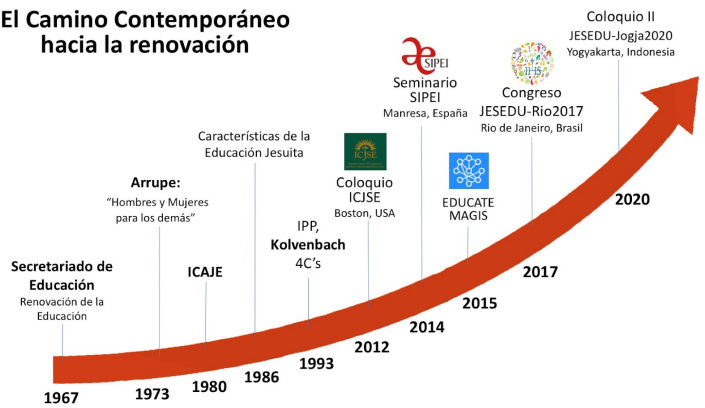 El Camino Contemporáneo
hacia la renovación
Secretariado de
Educación
Renovación de la
Educación
1967
Arrupe:
“Hombres y Mujeres
para los demás”
1973
ICAJE
1980
Características de la
Educación Jesuita
1986
IPP,
Kolvenbach
4C’s
1993
ICJSE
Coloquio
ICJSE
Boston, USA
2012
SIPEI
Seminario
SIPEI
Manresa, España
2014
EDUCATE
MAGIS
2015
IHS
Congreso
JESEDU-Rio2017
Rio de Janeiro, Brasil
2017
Coloquio II
JESEDU-Jogja2020
Yogyakarta, Indonesia
2020